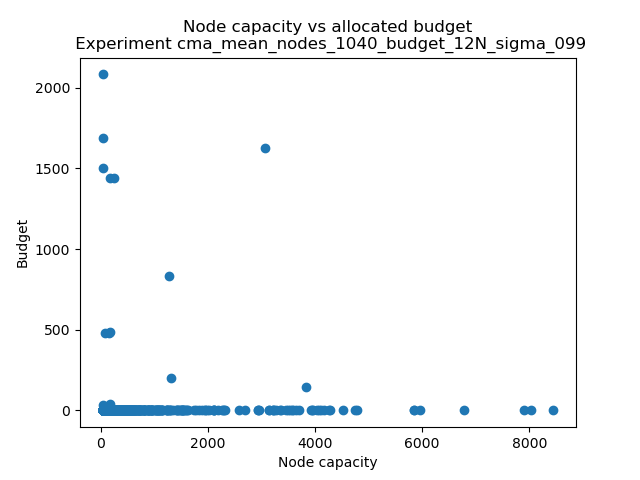 Node capacity vs allocated budget
Experiment cma_mean_nodes_1040_budget_12N_sigma_099
2000
1500
1000
500
0
Budget
0 2000 4000 6000 8000
Node capacity